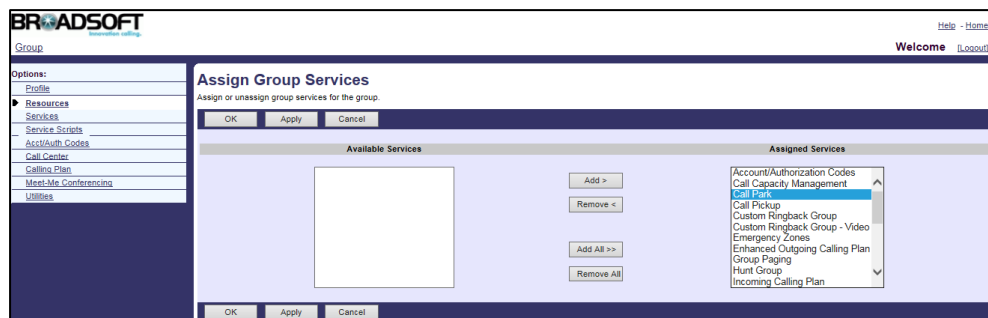 BROADSOFT
Innovation calling.
Help - Home
Group
Welcome [Logout]
Options:
Profile
Resources
Services
Service Scripts
Acct/Auth Codes
Call Center
Calling Plan
Meet-Me Conferencing
Utilities
Assign Group Services
Assign or unassign group services for the group.
OK Apply Cancel
Available Services Assigned Services
Add >
Remove <
Add All >>
Remove All
Account/Authorization Codes
Call Capacity Management
Call Park
Call Pickup
Custom Ringback Group
Custom Ringback Group - Video
Emergency Zones
Enhanced Outgoing Calling Plan
Group Paging
Hunt Group
Incoming Calling Plan
OK Apply Cancel